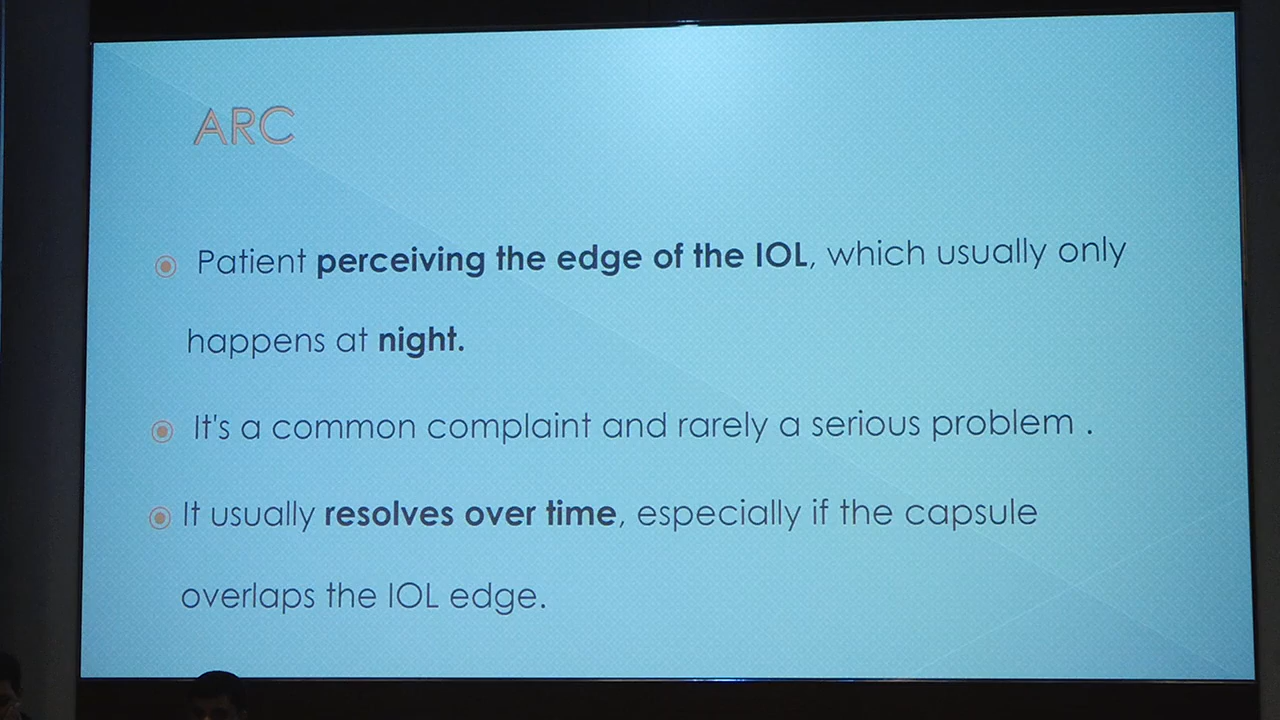 ARC
Patient perceiving the edge of the IOL, which usually only
happens at night.
It's a common complaint and rarely a serious problem .
It usually resolves over time, especially if the capsule
overlaps the IOL edge.